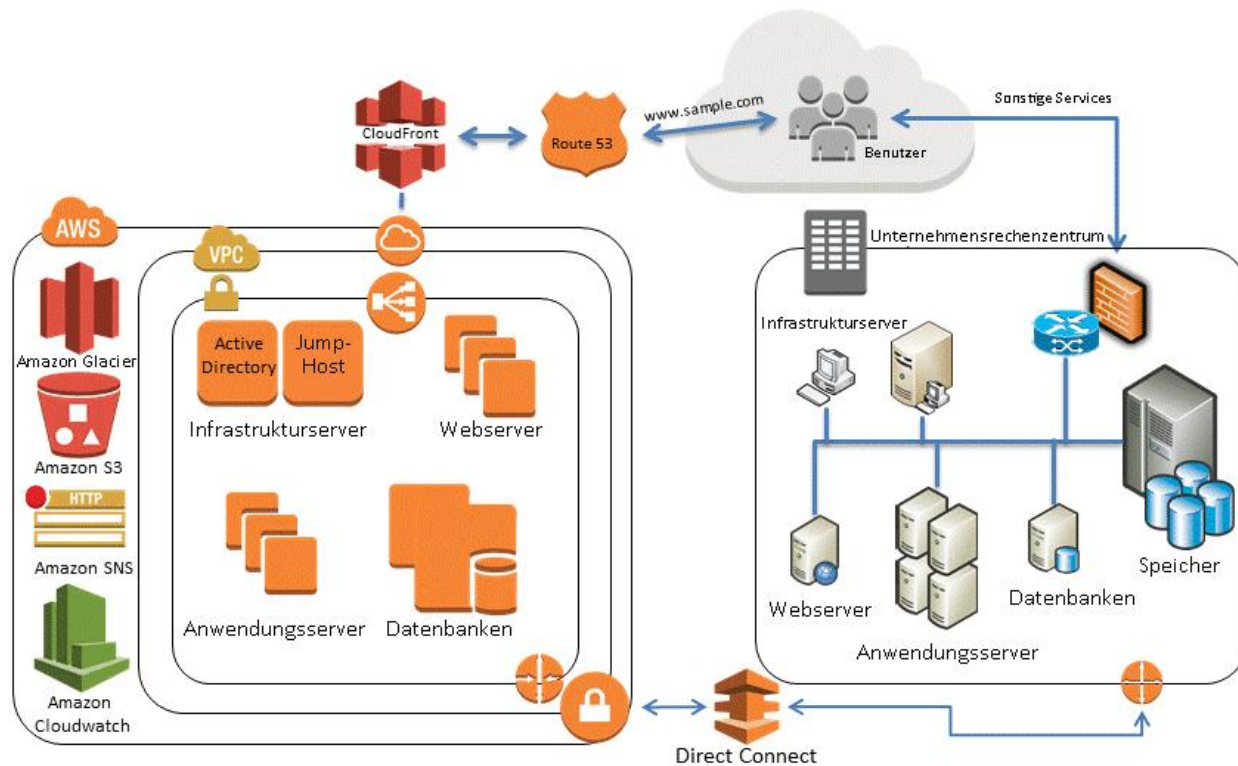 www.sample.com
Sonstige Services
CloudFront
Route 53
Benutzer
AWS
VPC
Unternehmensrechenzentrum
Amazon Glacier
Active
Directory
Jump-
Host
Infrastrukturserver
Webserver
Infrastrukturserver
Amazon S3
HTTP
Amazon SNS
Anwendungsserver
Datenbanken
Webserver
Anwendungsserver
Datenbanken
Speicher
Amazon
Cloudwatch
Direct Connect